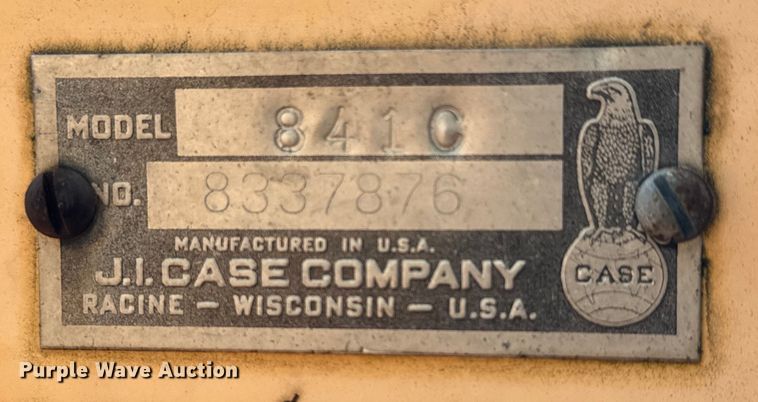 MODEL 841C
NO. 8337876
MANUFACTURED IN U.S.A.
J.I. CASE COMPANY
RACINE — WISCONSIN — U.S.A.
CASE
Purple Wave Auction